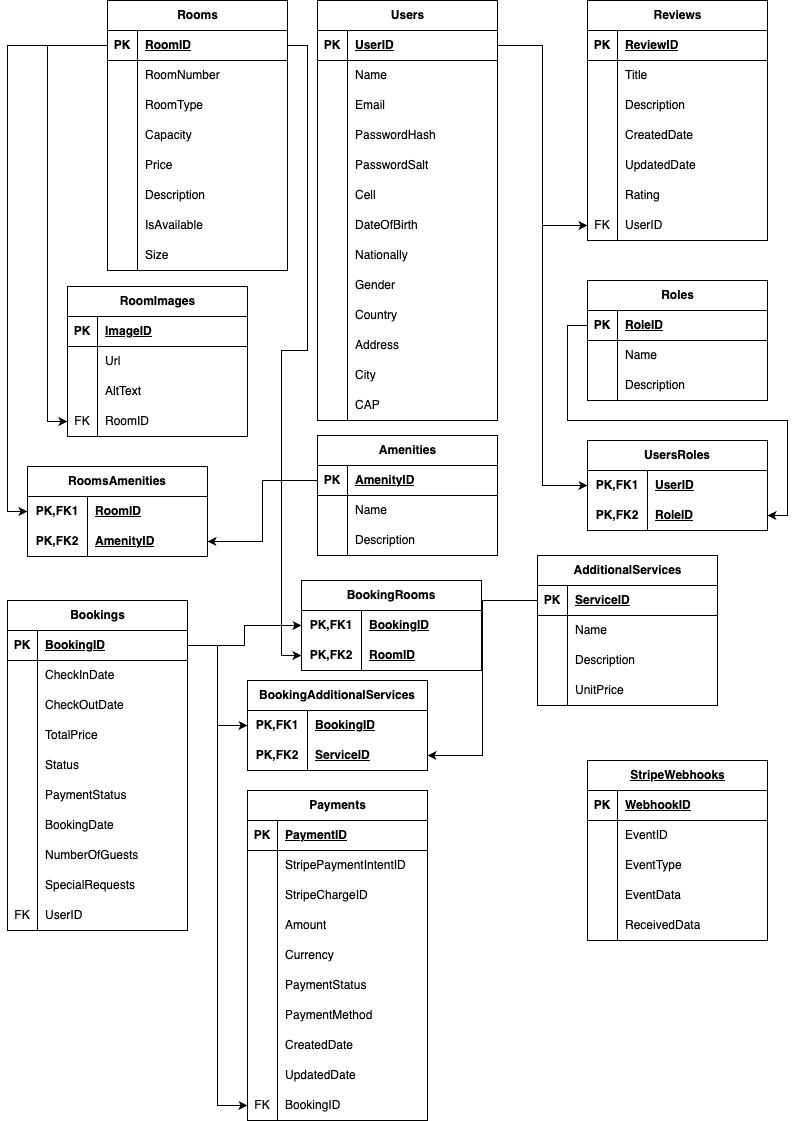 Rooms
PK RoomID
RoomNumber
RoomType
Capacity
Price
Description
IsAvailable
Size
Users
PK UserID
Name
Email
PasswordHash
PasswordSalt
Cell
DateOfBirth
Nationally
Gender
Country
Address
City
CAP
Reviews
PK ReviewID
Title
Description
CreatedDate
UpdatedDate
Rating
FK UserID
RoomImages
PK ImageID
Url
AltText
FK RoomID
Roles
PK RoleID
Name
Description
RoomsAmenities
PK,FK1 RoomID
PK,FK2 AmenityID
Amenities
PK AmenityID
Name
Description
UsersRoles
PK,FK1 UserID
PK,FK2 RoleID
Bookings
PK BookingID
CheckInDate
CheckOutDate
TotalPrice
Status
PaymentStatus
BookingDate
NumberOfGuests
SpecialRequests
FK UserID
BookingRooms
PK,FK1 BookingID
PK,FK2 RoomID
AdditionalServices
PK ServiceID
Name
Description
UnitPrice
BookingAdditionalServices
PK,FK1 BookingID
PK,FK2 ServiceID
Payments
PK PaymentID
StripePaymentIntentID
StripeChargeID
Amount
Currency
PaymentStatus
PaymentMethod
CreatedDate
UpdatedDate
FK BookingID
StripeWebhooks
PK WebhookID
EventID
EventType
EventData
ReceivedData